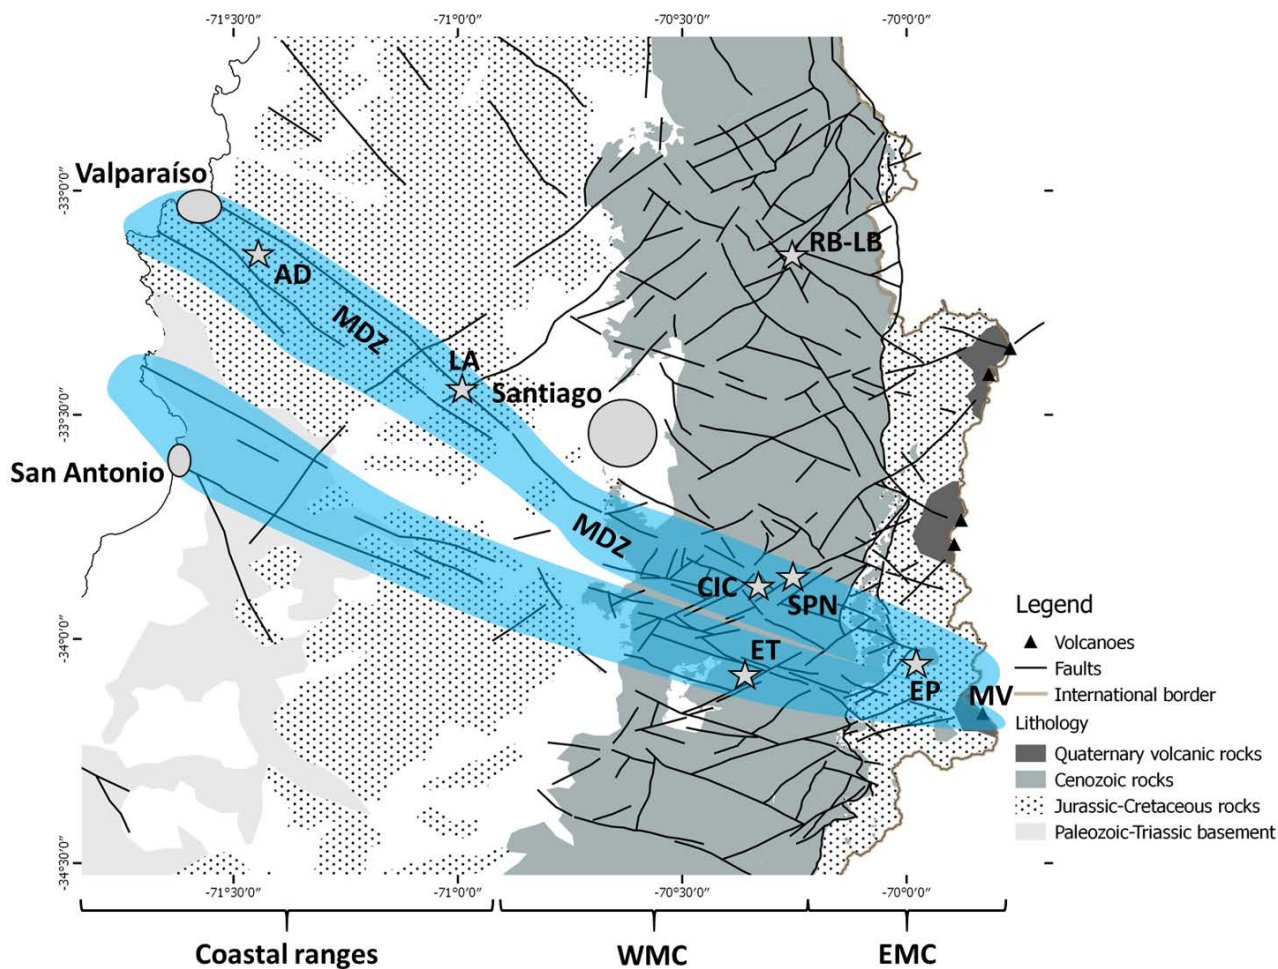 -71°30'0" -71°0'0" -70°30'0" -70°0'0"
-33°0'0"
-33°30'0"
-34°0'0"
-34°30'0"
Valparaíso
RB-LB
AD
MDZ
LA
Santiago
San Antonio
MDZ
CIC
SPN
ET
EP
MV
Legend
Volcanoes
Faults
International border
Lithology
Quaternary volcanic rocks
Cenozoic rocks
Jurassic-Cretaceous rocks
Paleozoic-Triassic basement
-71°30'0" -71°0'0" -70°30'0" -70°0'0"
Coastal ranges WMC EMC